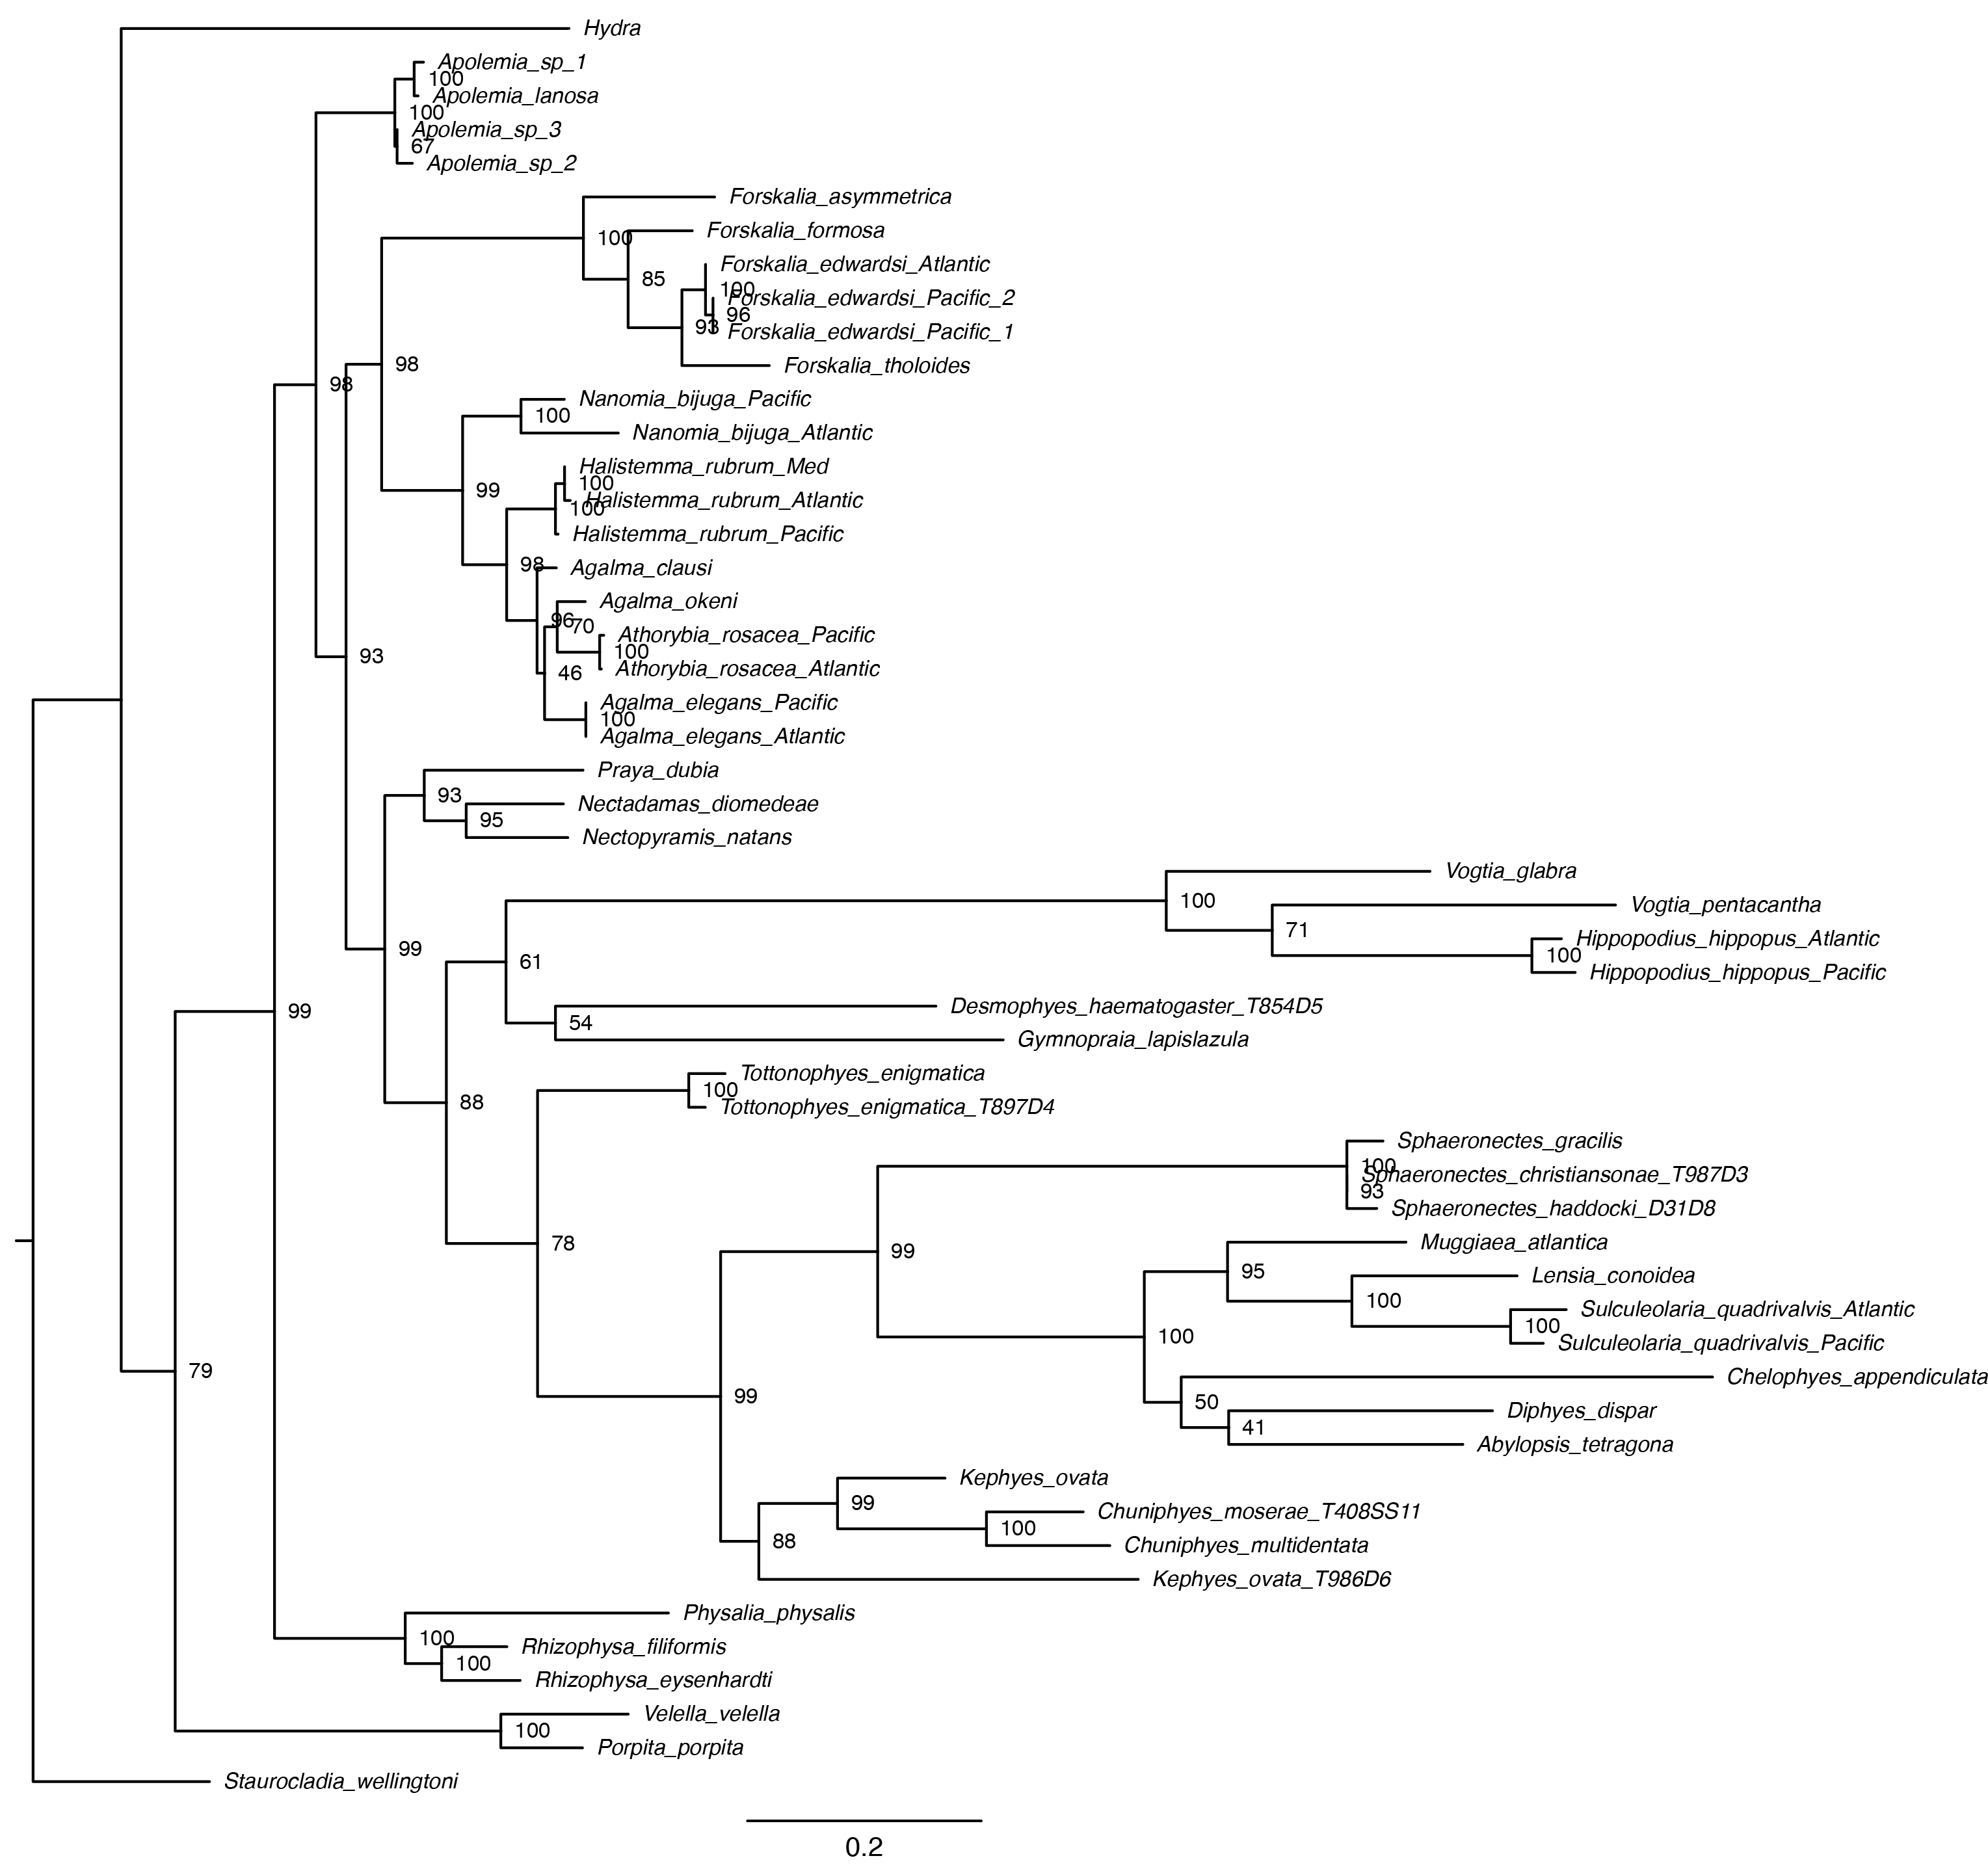 Hydra
Apolemia_sp_1
100
Apolemia_lanosa
100
Apolemia_sp_3
67
Apolemia_sp_2
Forskalia_asymmetrica
Forskalia_formosa
100
Forskalia_edwardsi_Atlantic
85
100
Forskalia_edwardsi_Pacific_2
96
93
Forskalia_edwardsi_Pacific_1
98
Forskalia_tholoides
98
Nanomia_bijuga_Pacific
100
Nanomia_bijuga_Atlantic
Halistemma_rubrum_Med
100
99
Halistemma_rubrum_Atlantic
100
Halistemma_rubrum_Pacific
98
Agalma_clausi
Agalma_okeni
96
70
Athorybia_rosacea_Pacific
100
93
Athorybia_rosacea_Atlantic
46
Agalma_elegans_Pacific
100
Agalma_elegans_Atlantic
Praya_dubia
93
Nectadamas_diomedeae
95
Nectopyramis_natans
Vogtia_glabra
100
Vogtia_pentacantha
71
Hippopodius_hippopus_Atlantic
99
100
61
Hippopodius_hippopus_Pacific
Desmophyes_haematogaster_T854D5
99
54
Gymnopraia_lapislazula
Tottonophyes_enigmatica
100
88
Tottonophyes_enigmatica_T897D4
Sphaeronectes_gracilis
100
Sphaeronectes_christiansonae_T987D3
93
Sphaeronectes_haddocki_D31D8
78
Muggiaea_atlantica
99
95
Lensia_conoidea
100
Sulculeolaria_quadrivalvis_Atlantic
100
100
Sulculeolaria_quadrivalvis_Pacific
79
Chelophyes_appendiculata
99
50
Diphyes_dispar
41
Abylopsis_tetragona
Kephyes_ovata
99
Chuniphyes_moserae_T408SS11
100
88
Chuniphyes_multidentata
Kephyes_ovata_T986D6
Physalia_physalis
100
Rhizophysa_filiformis
100
Rhizophysa_eysenhardti
Velella_velella
100
Porpita_porpita
Staurocladia_wellingtoni
0.2